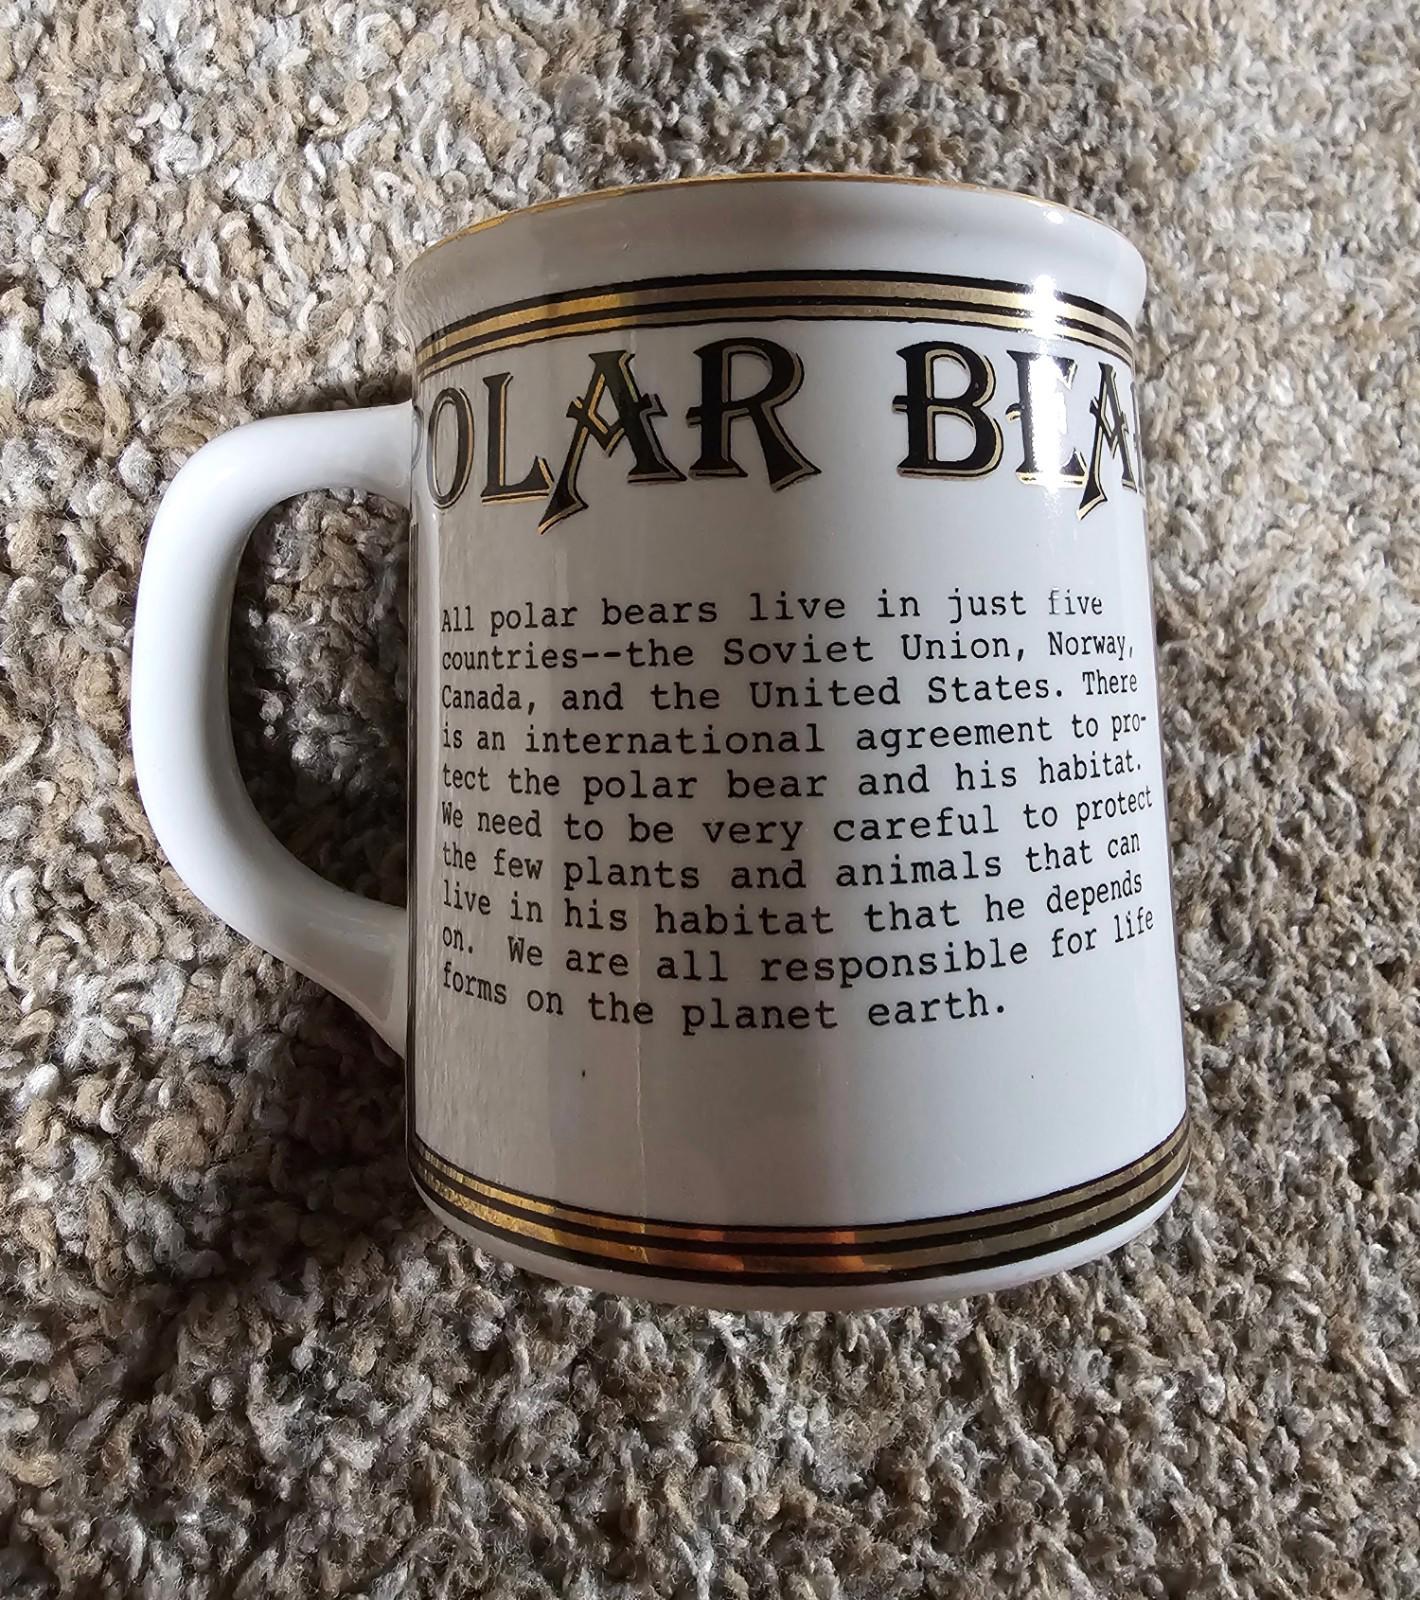 POLAR BEA
All polar bears live in just five
countries--the Soviet Union, Norway,
Canada, and the United States. There
is an international agreement to pro-
tect the polar bear and his habitat.
We need to be very careful to protect
the few plants and animals that can
live in his habitat that he depends
on. We are all responsible for life
forms on the planet earth.